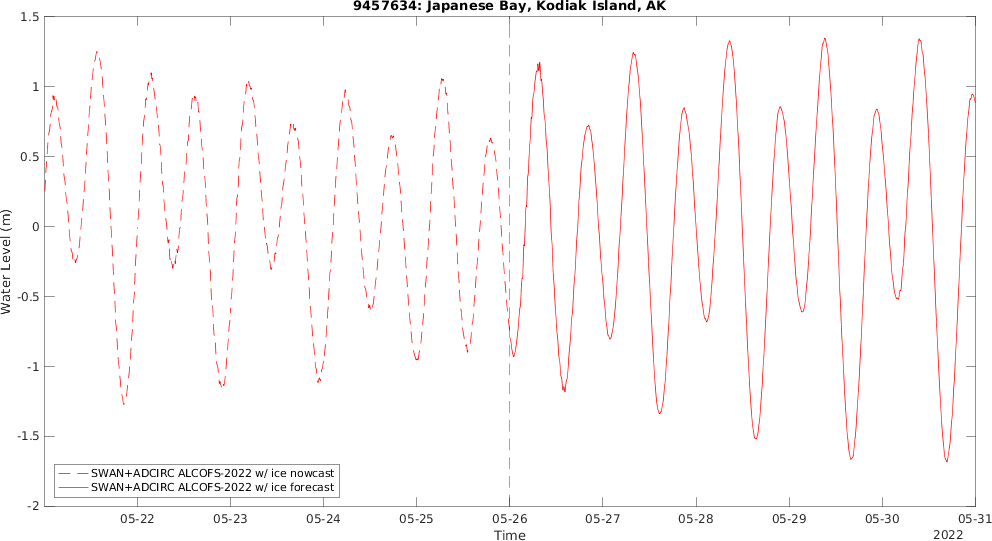 9457634: Japanese Bay, Kodiak Island, AK
1.5
1
0.5
0
-0.5
-1
-1.5
-2
Water Level (m)
SWAN+ADCIRC ALCOFS-2022 w/ ice nowcast
SWAN+ADCIRC ALCOFS-2022 w/ ice forecast
05-22 05-23 05-24 05-25 05-26 05-27 05-28 05-29 05-30 05-31
Time
2022